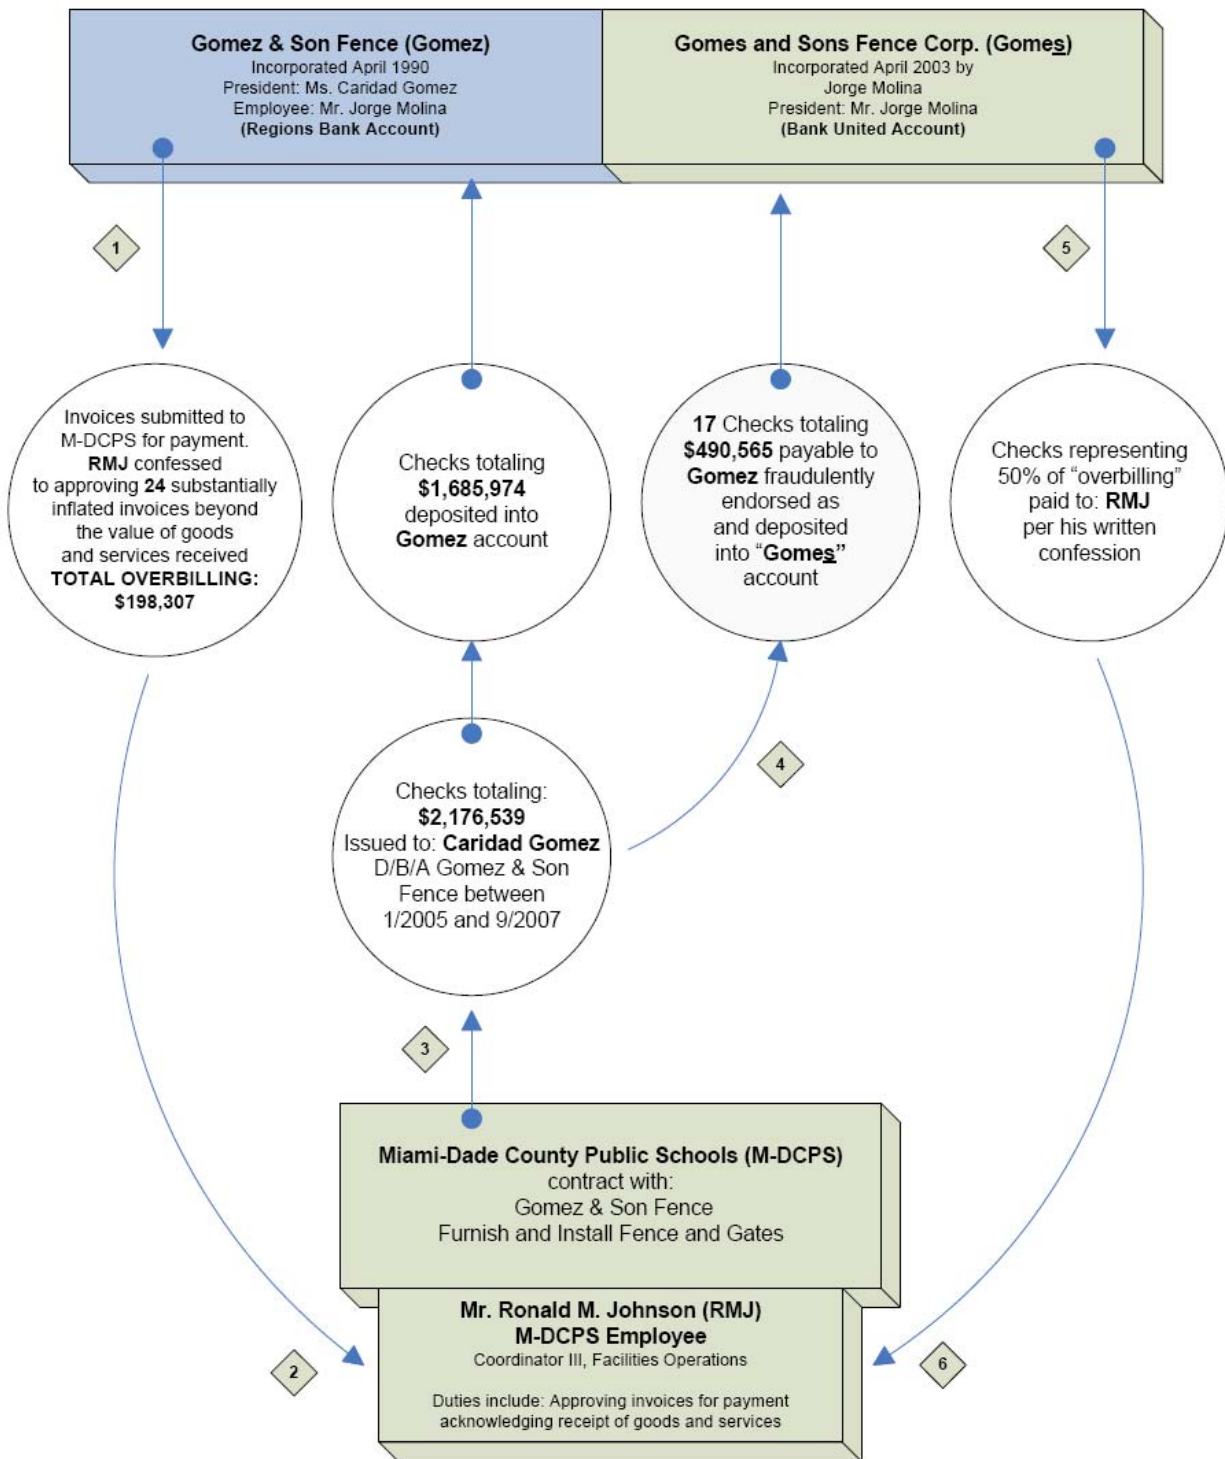 Gomez & Son Fence (Gomez)
Incorporated April 1990
President: Ms. Caridad Gomez
Employee: Mr. Jorge Molina
(Regions Bank Account)
Gomes and Sons Fence Corp. (Gomes)
Incorporated April 2003 by
Jorge Molina
President: Mr. Jorge Molina
(Bank United Account)
1
5
Invoices submitted to
M-DCPS for payment.
RMJ confessed
to approving 24 substantially
inflated invoices beyond
the value of goods
and services received
TOTAL OVERBILLING:
$198,307
Checks totaling
$1,685,974
deposited into
Gomez account
17 Checks totaling
$490,565 payable to
Gomez fraudulently
endorsed as
and deposited
into “Gomes”
account
Checks representing
50% of “overbilling”
paid to: RMJ
per his written
confession
4
Checks totaling:
$2,176,539
Issued to: Caridad Gomez
D/B/A Gomez & Son
Fence between
1/2005 and 9/2007
3
Miami-Dade County Public Schools (M-DCPS)
contract with:
Gomez & Son Fence
Furnish and Install Fence and Gates
2
6
Mr. Ronald M. Johnson (RMJ)
M-DCPS Employee
Coordinator III, Facilities Operations
Duties include: Approving invoices for payment
acknowledging receipt of goods and services